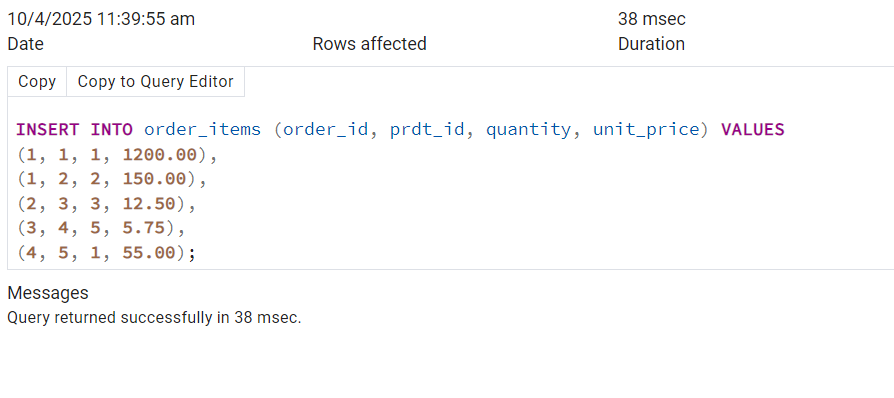 10/4/2025 11:39:55 am 38 msec
Date Rows affected Duration
Copy Copy to Query Editor
INSERT INTO order_items (order_id, prdt_id, quantity, unit_price) VALUES
(1, 1, 1, 1200.00),
(1, 2, 2, 150.00),
(2, 3, 3, 12.50),
(3, 4, 5, 5.75),
(4, 5, 1, 55.00);
Messages
Query returned successfully in 38 msec.